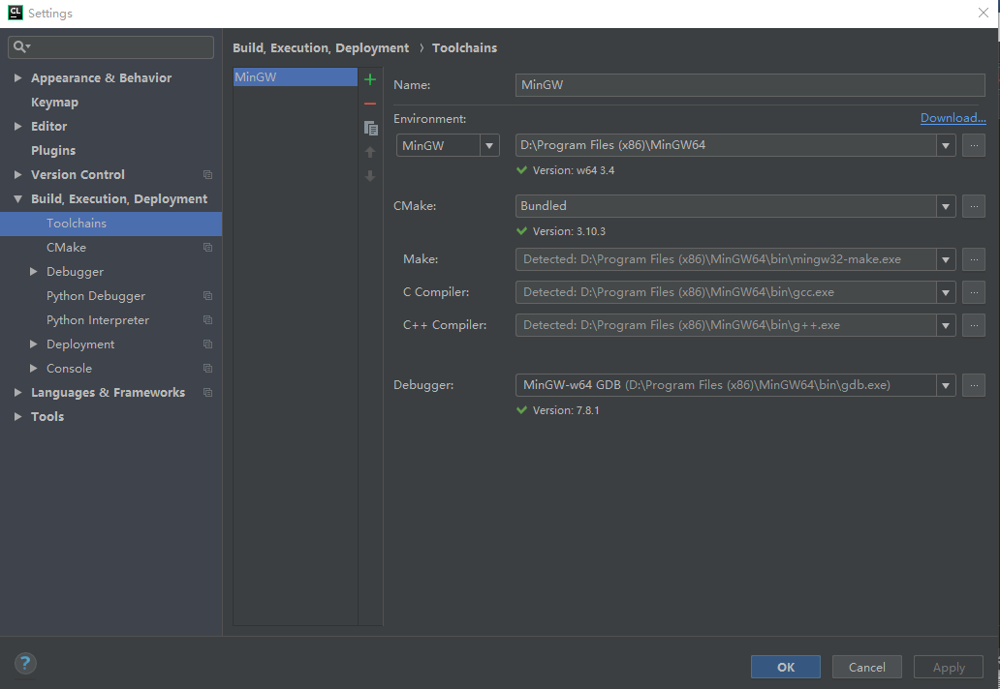 CL Settings
Build, Execution, Deployment › Toolchains
Appearance & Behavior
Keymap
Editor
Plugins
Version Control
Build, Execution, Deployment
Toolchains
CMake
Debugger
Python Debugger
Python Interpreter
Deployment
Console
Languages & Frameworks
Tools
MinGW
Name: MinGW
Environment: Download...
MinGW D:\Program Files (x86)\MinGW64 ...
Version: w64 3.4
CMake: Bundled ...
Version: 3.10.3
Make: Detected: D:\Program Files (x86)\MinGW64\bin\mingw32-make.exe ...
C Compiler: Detected: D:\Program Files (x86)\MinGW64\bin\gcc.exe ...
C++ Compiler: Detected: D:\Program Files (x86)\MinGW64\bin\g++.exe ...
Debugger: MinGW-w64 GDB (D:\Program Files (x86)\MinGW64\bin\gdb.exe) ...
Version: 7.8.1
? OK Cancel Apply